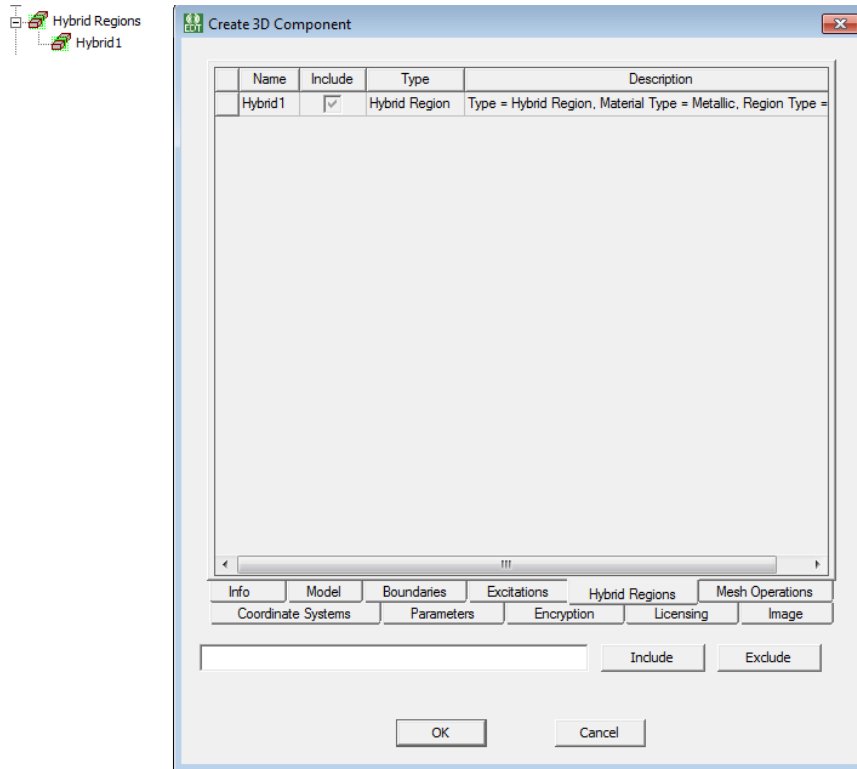 Hybrid Regions
Hybrid1
EDT Create 3D Component
Name Include Type Description
Hybrid1 Hybrid Region Type = Hybrid Region, Material Type = Metallic, Region Type =
Info Model Boundaries Excitations Hybrid Regions Mesh Operations
Coordinate Systems Parameters Encryption Licensing Image
Include Exclude
OK Cancel